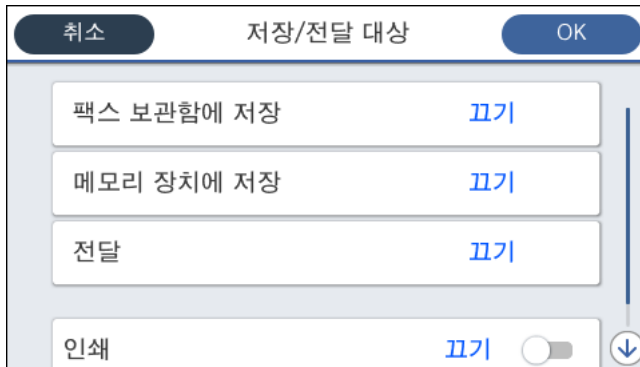 취소 저장/전달 대상 OK
팩스 보관함에 저장 끄기
메모리 장치에 저장 끄기
전달 끄기
인쇄 끄기